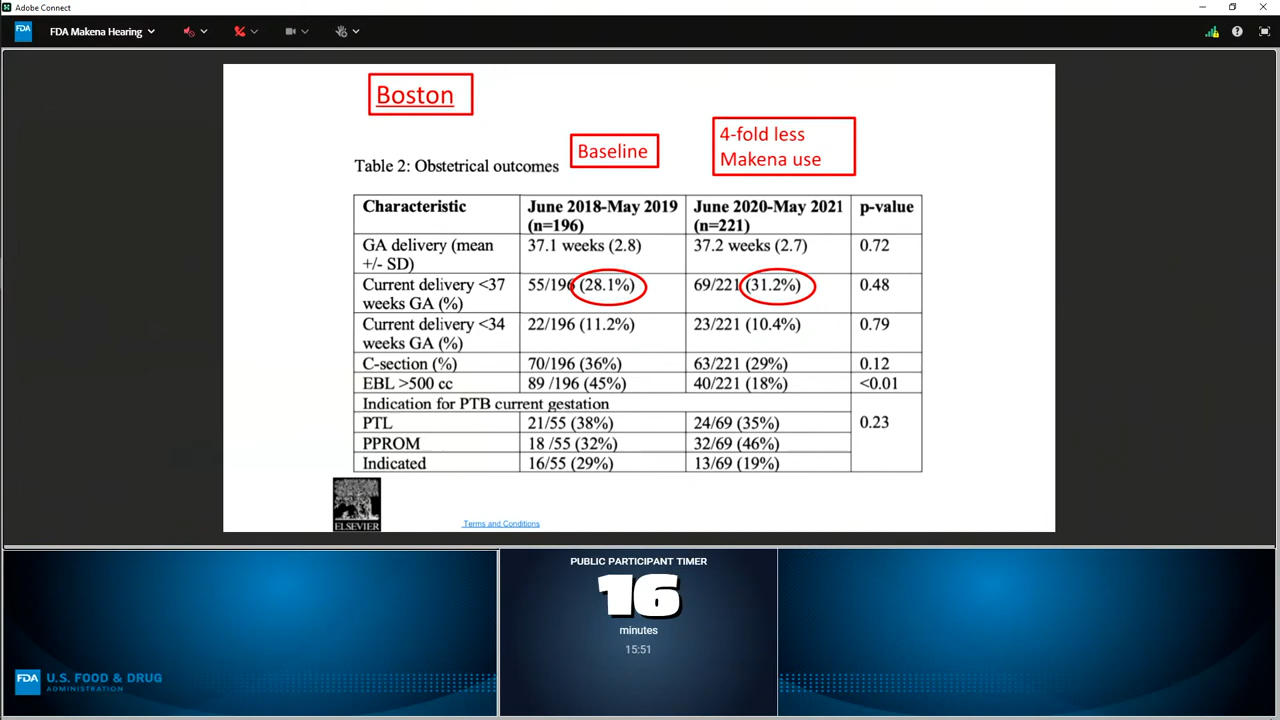 Adobe Connect
FDA
FDA Makena Hearing
Boston
Baseline
4-fold less
Makena use
Table 2: Obstetrical outcomes
Characteristic June 2018-May 2019 (n=196) June 2020-May 2021 (n=221) p-value
GA delivery (mean +/- SD) 37.1 weeks (2.8) 37.2 weeks (2.7) 0.72
Current delivery <37 weeks GA (%) 55/196 (28.1%) 69/221 (31.2%) 0.48
Current delivery <34 weeks GA (%) 22/196 (11.2%) 23/221 (10.4%) 0.79
C-section (%) 70/196 (36%) 63/221 (29%) 0.12
EBL >500 cc 89 /196 (45%) 40/221 (18%) <0.01
Indication for PTB current gestation
PTL 21/55 (38%) 24/69 (35%) 0.23
PPROM 18 /55 (32%) 32/69 (46%)
Indicated 16/55 (29%) 13/69 (19%)
ELSEVIER
Terms and Conditions
PUBLIC PARTICIPANT TIMER
16
minutes
15:51
FDA U.S. FOOD & DRUG
ADMINISTRATION